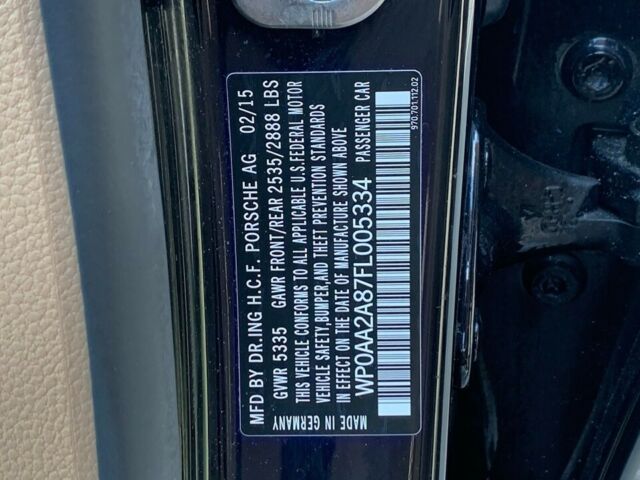 MFD BY DR.ING H.C.F. PORSCHE AG 02/15
GVWR 5335 GAWR FRONT/REAR 2535/2888 LBS
THIS VEHICLE CONFORMS TO ALL APPLICABLE U.S.FEDERAL MOTOR
VEHICLE SAFETY,BUMPER,AND THEFT PREVENTION STANDARDS
IN EFFECT ON THE DATE OF MANUFACTURE SHOWN ABOVE
WP0AA2A87FL005334 PASSENGER CAR
MADE IN GERMANY
970.701.112.02